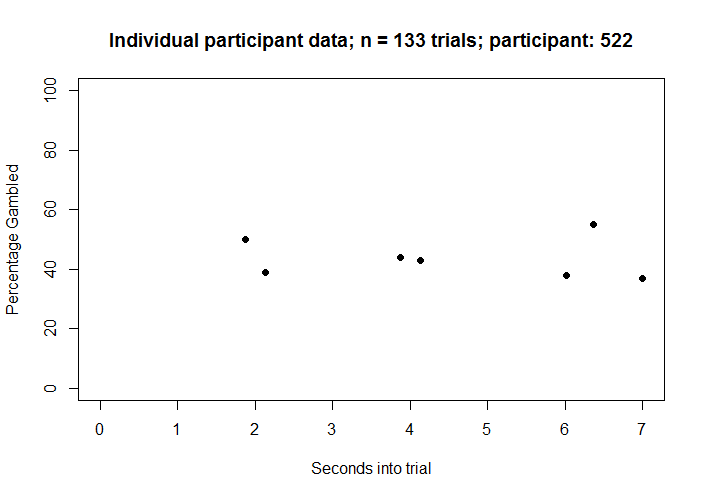 Individual participant data; n = 133 trials; participant: 522
Percentage Gambled
100
80
60
40
20
0
0 1 2 3 4 5 6 7
Seconds into trial